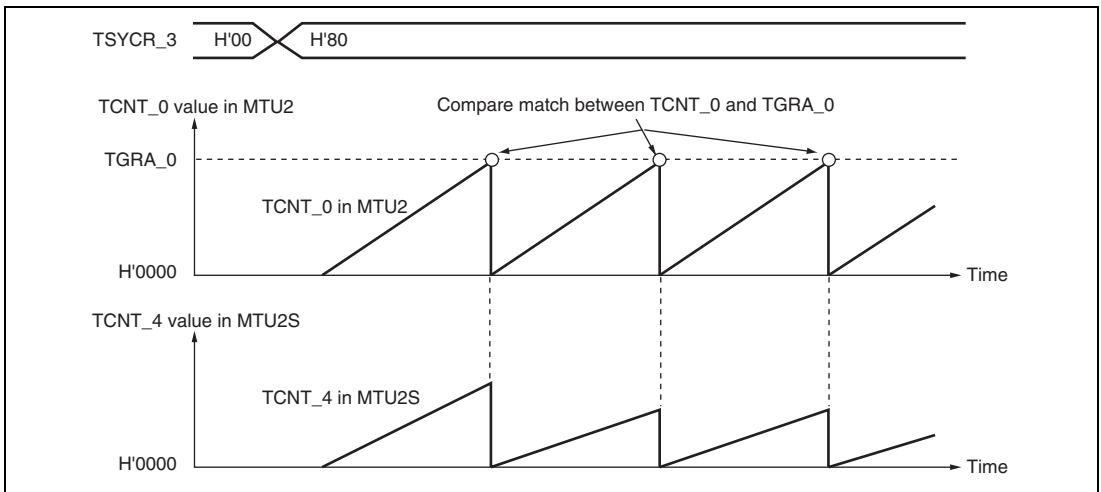 TSYCR_3 H'00 H'80
TCNT_0 value in MTU2
Compare match between TCNT_0 and TGRA_0
TGRA_0
TCNT_0 in MTU2
H'0000
Time
TCNT_4 value in MTU2S
TCNT_4 in MTU2S
H'0000
Time